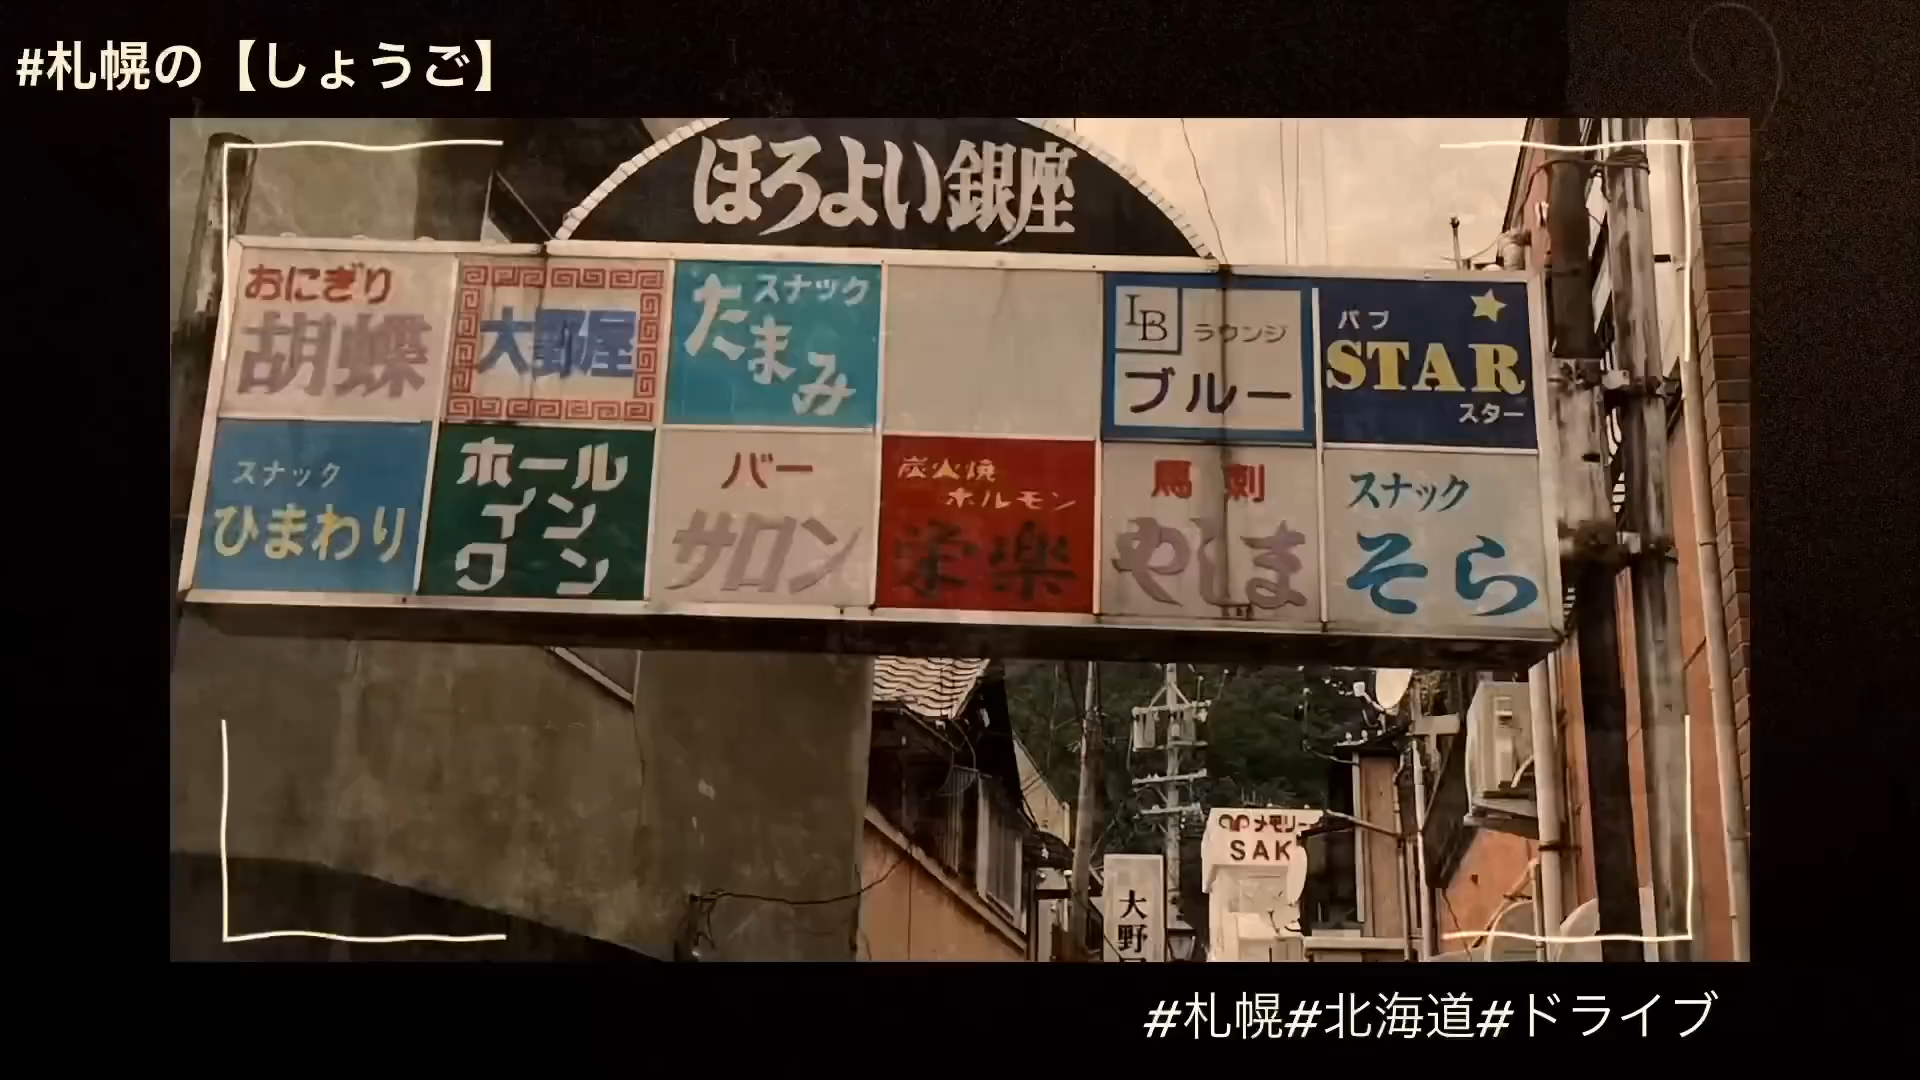 #札幌の【しょうご】
ほろよい銀座
おにぎり
胡蝶
大野屋
スナック
たまみ
LB
ラウンジ
ブルー
パブ
STAR
スター
スナック
ひまわり
ホール
イン
ワン
バー
サロン
炭火焼
ホルモン
栄楽
馬刺
やしま
スナック
そら
メモリー
SAK
大野
#札幌#北海道#ドライブ